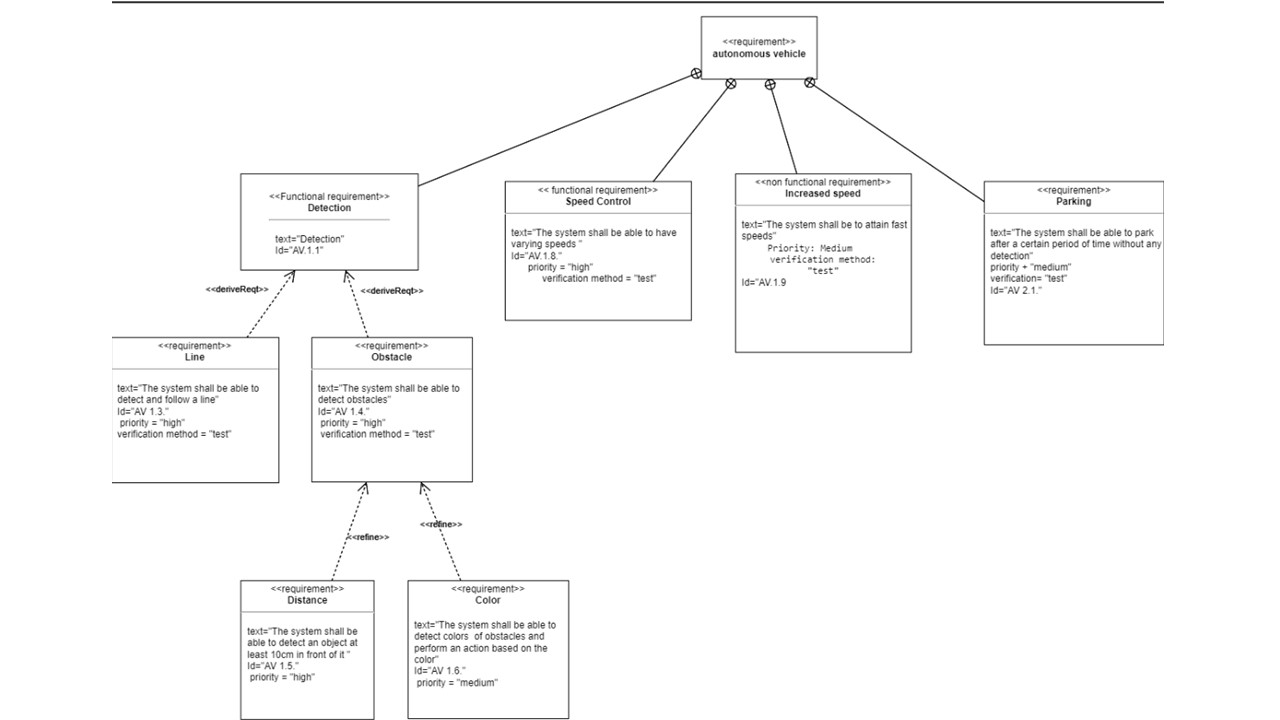 <<requirement>>
autonomous vehicle
<<Functional requirement>>
Detection
text="Detection"
Id="AV.1.1"
<< functional requirement>>
Speed Control
text="The system shall be able to have
varying speeds "
Id="AV.1.8."
priority = "high"
verification method = "test"
<<non functional requirement>>
Increased speed
text="The system shall be to attain fast
speeds"
Priority: Medium
verification method:
"test"
Id="AV.1.9
<<requirement>>
Parking
text="The system shall be able to park
after a certain period of time without any
detection"
priority + "medium"
verification= "test"
Id="AV 2.1."
<<deriveReqt>>
<<deriveReqt>>
<<requirement>>
Line
text="The system shall be able to
detect and follow a line"
Id="AV 1.3."
priority = "high"
verification method = "test"
<<requirement>>
Obstacle
text="The system shall be able to
detect obstacles"
Id="AV 1.4."
priority = "high"
verification method = "test"
<<refine>>
<<refine>>
<<requirement>>
Distance
text="The system shall be
able to detect an object at
least 10cm in front of it "
Id="AV 1.5."
priority = "high"
<<requirement>>
Color
text="The system shall be able to
detect colors  of obstacles and
perform an action based on the
color"
Id="AV 1.6."
priority = "medium"